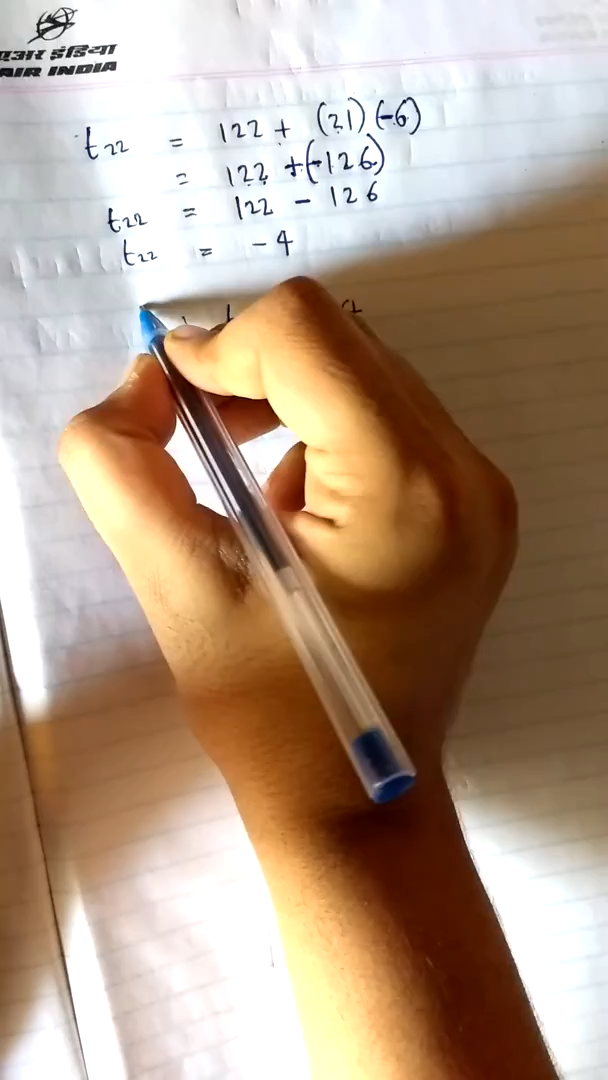 एअर इंडिया
AIR INDIA
t₂₂ = 122 + (21)(-6)
= 122 + (-126)
t₂₂ = 122 - 126
t₂₂ = -4